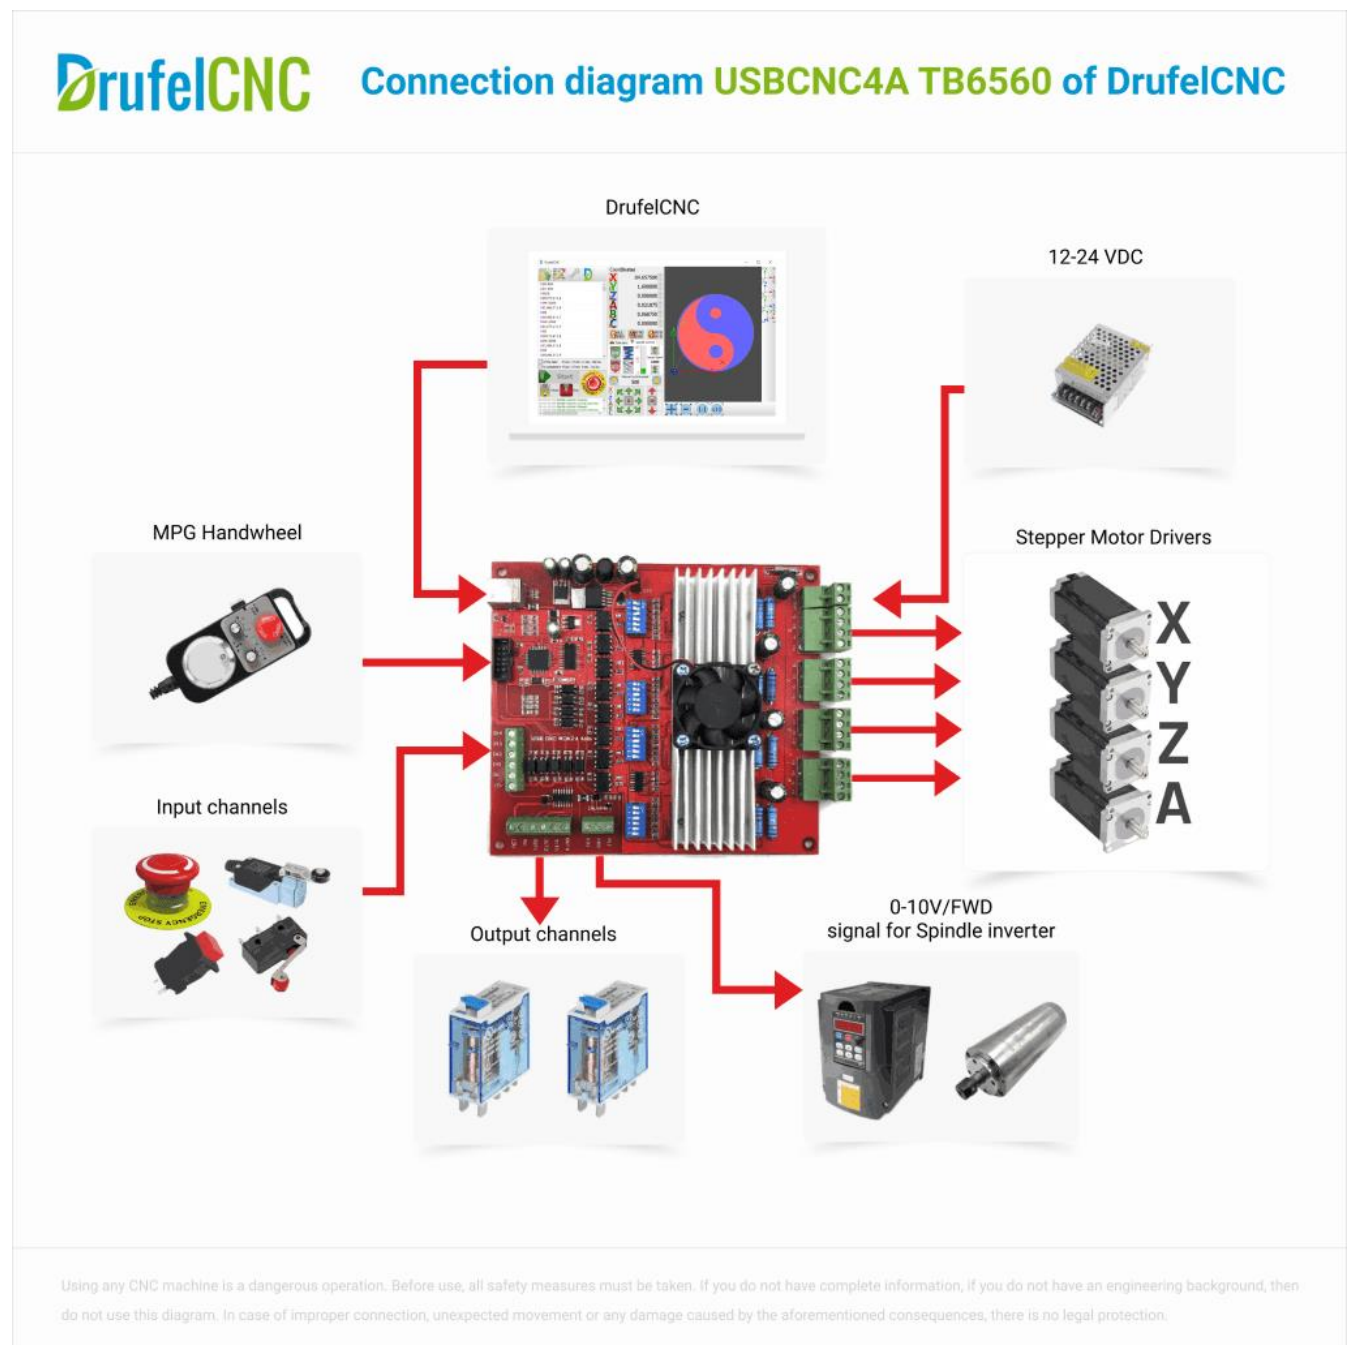 DrufelCNC
Connection diagram USBCNC4A TB6560 of DrufelCNC
DrufelCNC
12-24 VDC
Coordinates
X
Y
Z
A
B
C
Start
MPG Handwheel
Stepper Motor Drivers
X
Y
Z
A
Input channels
EMERGENCY STOP
0-10V/FWD
signal for Spindle inverter
Output channels
Using any CNC machine is a dangerous operation. Before use, all safety measures must be taken. If you do not have complete information, if you do not have an engineering background, then
do not use this diagram. In case of improper connection, unexpected movement or any damage caused by the aforementioned consequences, there is no legal protection.